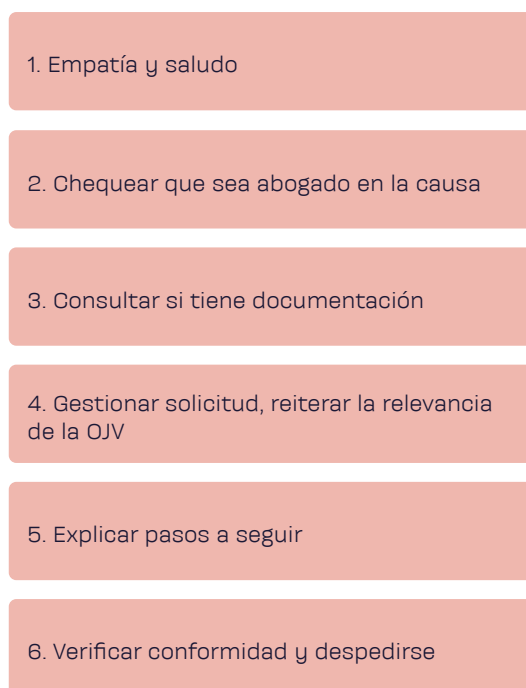 1. Empatía y saludo
2. Chequear que sea abogado en la causa
3. Consultar si tiene documentación
4. Gestionar solicitud, reiterar la relevancia
de la OJV
5. Explicar pasos a seguir
6. Verificar conformidad y despedirse